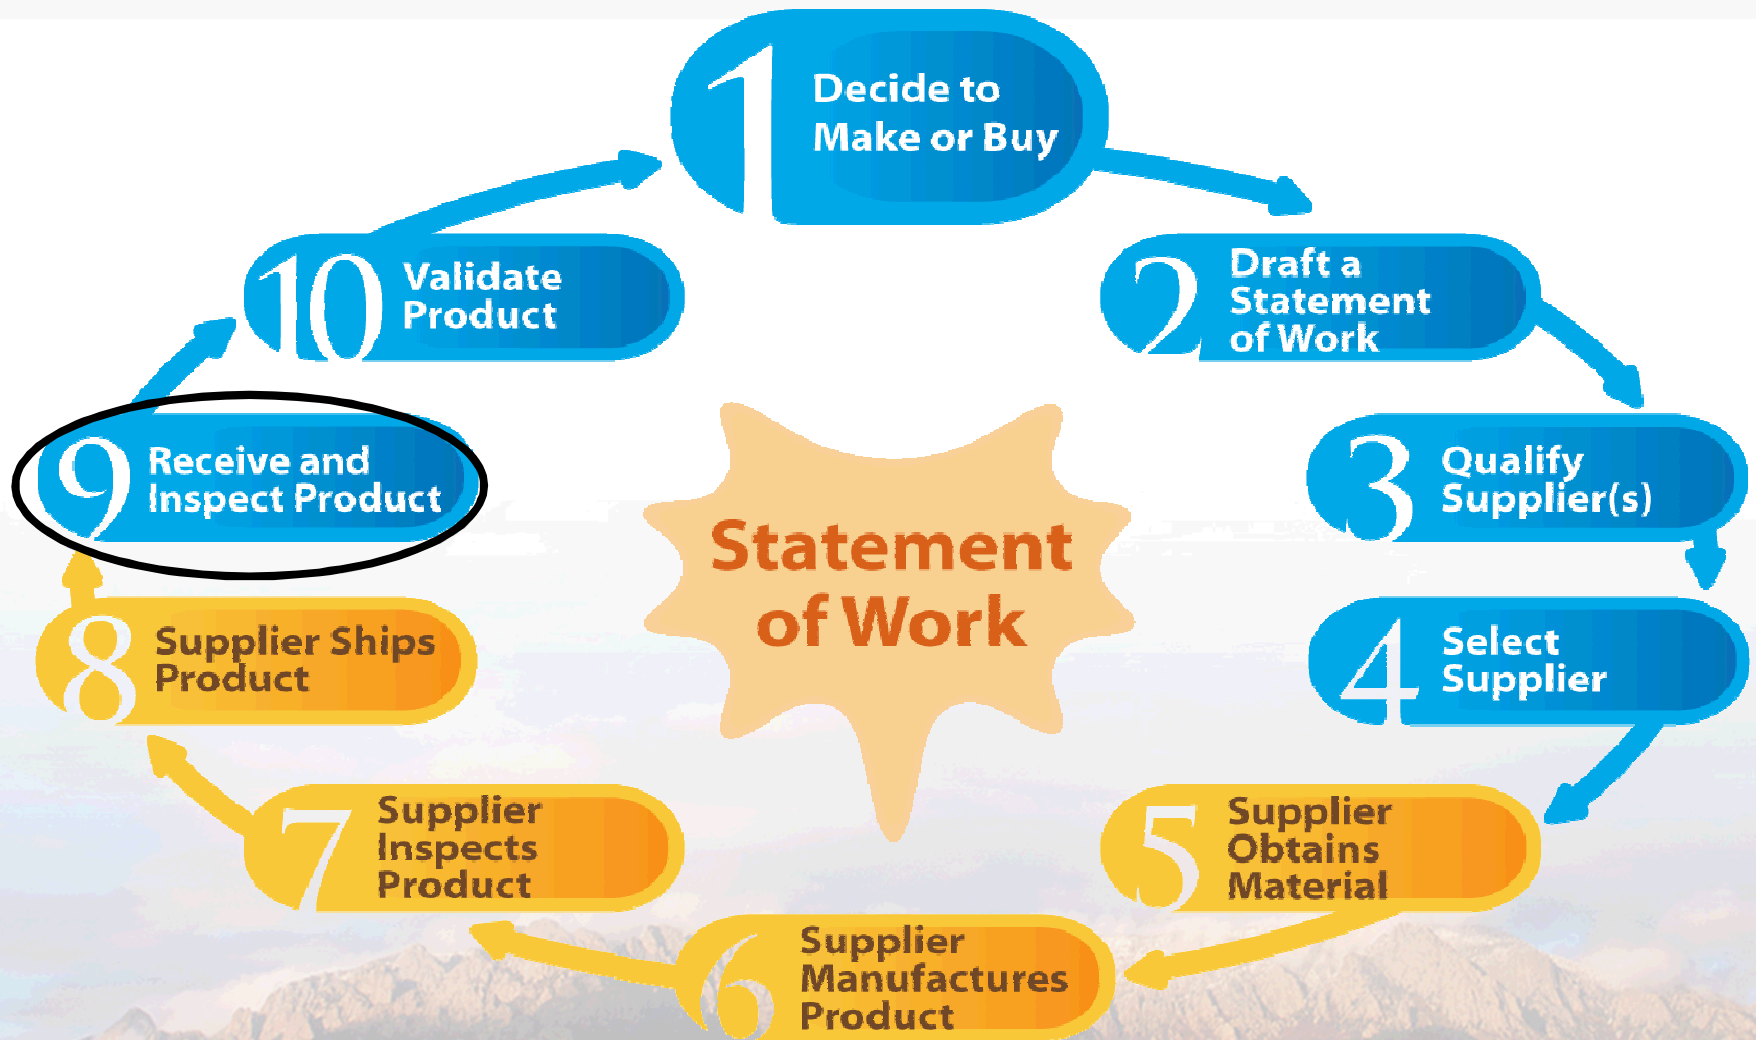 1
Decide to
Make or Buy
2
Draft a
Statement
of Work
3
Qualify
Supplier(s)
4
Select
Supplier
5
Supplier
Obtains
Material
6
Supplier
Manufactures
Product
7
Supplier
Inspects
Product
8
Supplier Ships
Product
9
Receive and
Inspect Product
10
Validate
Product
Statement
of Work